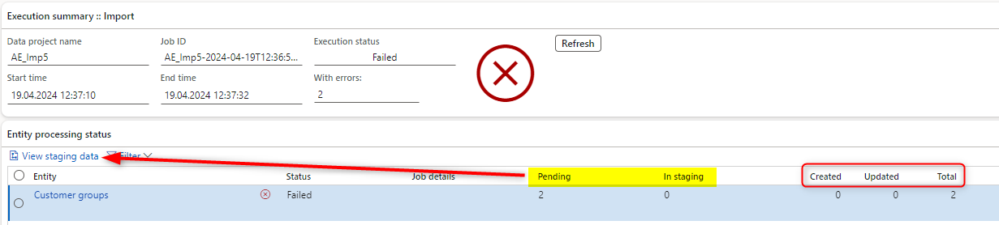 Execution summary :: Import
Data project name Job ID Execution status Refresh
AE_Imp5 AE_Imp5-2024-04-19T12:36:5... Failed
Start time End time With errors:
19.04.2024 12:37:10 19.04.2024 12:37:32 2
Entity processing status
View staging data Filter
Entity Status Job details Pending In staging Created Updated Total
Customer groups Failed 2 0 0 0 2